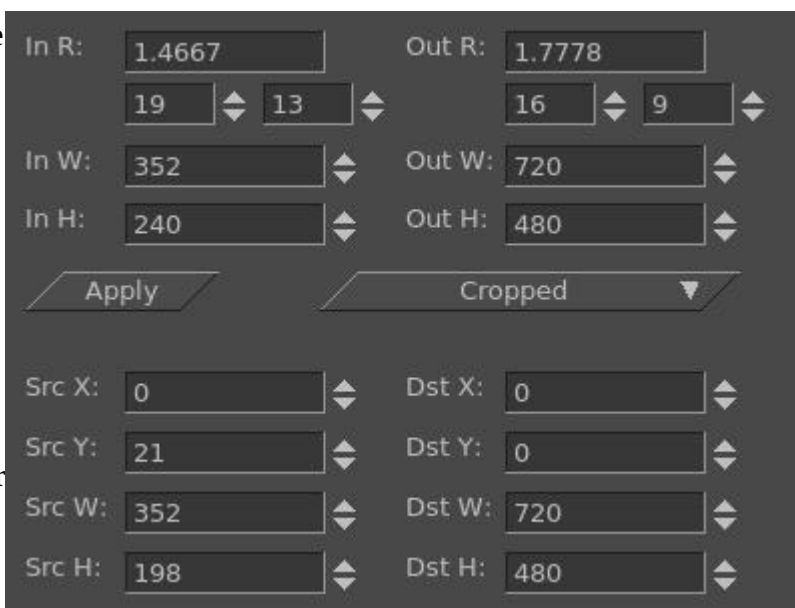 e
In R: 1.4667 Out R: 1.7778
19 13 16 9
In W: 352 Out W: 720
In H: 240 Out H: 480
Apply Cropped
Src X: 0 Dst X: 0
Src Y: 21 Dst Y: 0
r
Src W: 352 Dst W: 720
Src H: 198 Dst H: 480